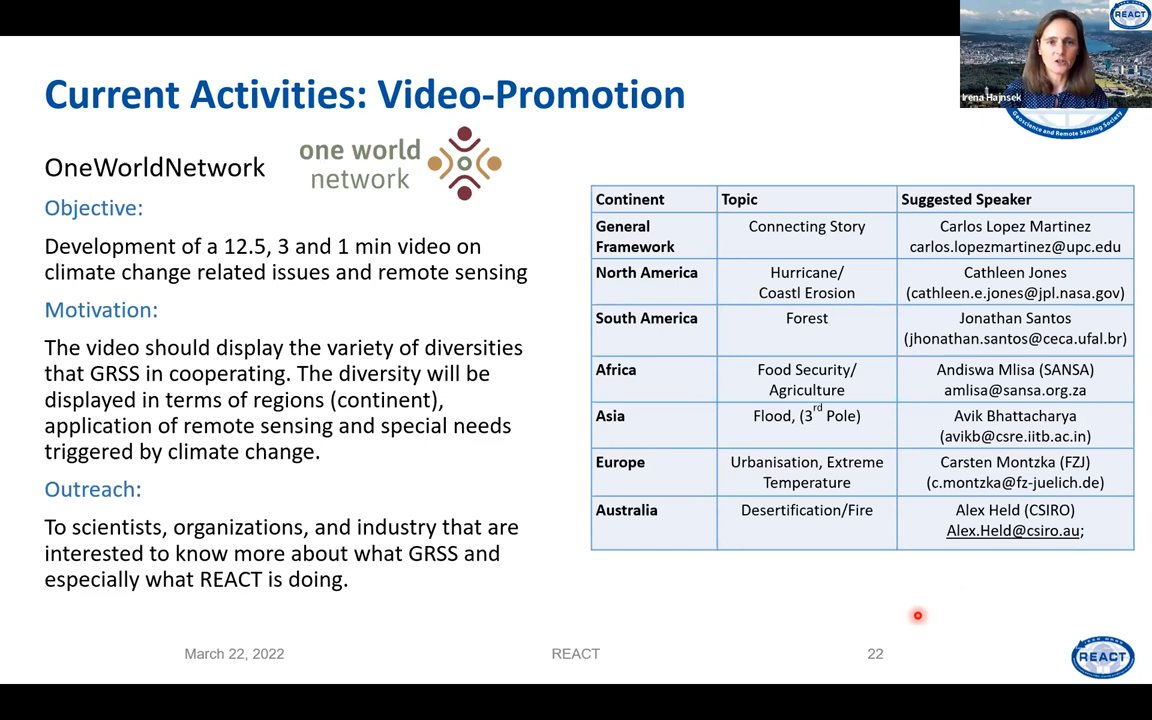 REACT
Irena Hajnsek
Geoscience and Remote Sensing Society
Current Activities: Video-Promotion
OneWorldNetwork
one world
network
Objective:
Development of a 12.5, 3 and 1 min video on
climate change related issues and remote sensing
Motivation:
The video should display the variety of diversities
that GRSS in cooperating. The diversity will be
displayed in terms of regions (continent),
application of remote sensing and special needs
triggered by climate change.
Outreach:
To scientists, organizations, and industry that are
interested to know more about what GRSS and
especially what REACT is doing.
Continent Topic Suggested Speaker
General Framework Connecting Story Carlos Lopez Martinez carlos.lopezmartinez@upc.edu
North America Hurricane/ Coastl Erosion Cathleen Jones (cathleen.e.jones@jpl.nasa.gov)
South America Forest Jonathan Santos (jhonathan.santos@ceca.ufal.br)
Africa Food Security/ Agriculture Andiswa Mlisa (SANSA) amlisa@sansa.org.za
Asia Flood, (3rd Pole) Avik Bhattacharya (avikb@csre.iitb.ac.in)
Europe Urbanisation, Extreme Temperature Carsten Montzka (FZJ) (c.montzka@fz-juelich.de)
Australia Desertification/Fire Alex Held (CSIRO) Alex.Held@csiro.au;
March 22, 2022 REACT 22
REACT